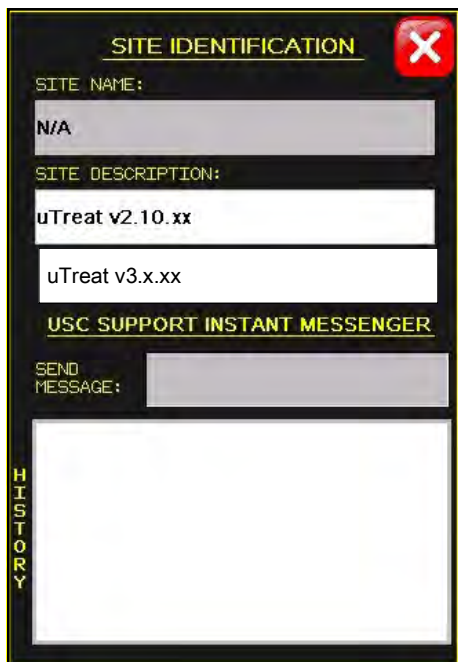 SITE IDENTIFICATION
SITE NAME:
N/A
SITE DESCRIPTION:
uTreat v2.10.xx
uTreat v3.x.xx
USC SUPPORT INSTANT MESSENGER
SEND
MESSAGE:
HISTORY